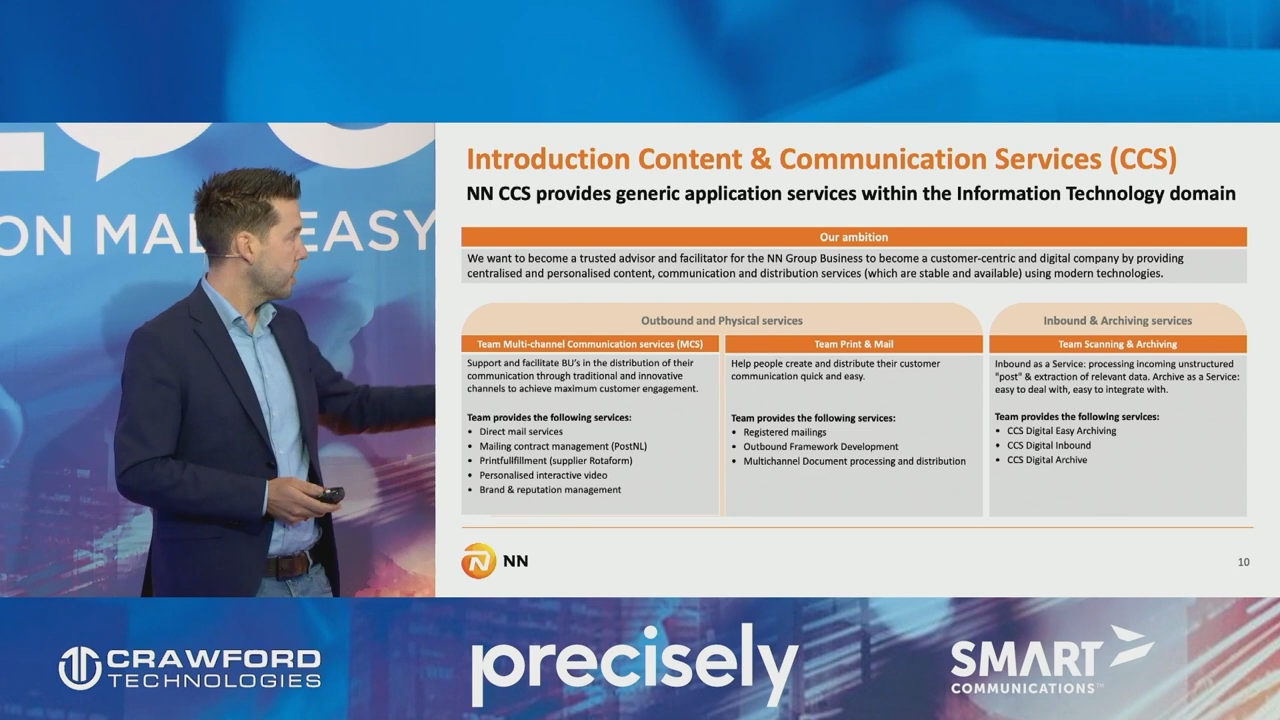 ON MA
EASY
Introduction Content & Communication Services (CCS)
NN CCS provides generic application services within the Information Technology domain
Our ambition
We want to become a trusted advisor and facilitator for the NN Group Business to become a customer-centric and digital company by providing
centralised and personalised content, communication and distribution services (which are stable and available) using modern technologies.
Outbound and Physical services
Team Multi-channel Communication services (MCS)
Support and facilitate BU's in the distribution of their
communication through traditional and innovative
channels to achieve maximum customer engagement.
Team provides the following services:
• Direct mail services
• Mailing contract management (PostNL)
• Printfullfillment (supplier Rotaform)
• Personalised interactive video
• Brand & reputation management
Team Print & Mail
Help people create and distribute their customer
communication quick and easy.
Team provides the following services:
• Registered mailings
• Outbound Framework Development
• Multichannel Document processing and distribution
Inbound & Archiving services
Team Scanning & Archiving
Inbound as a Service: processing incoming unstructured
"post" & extraction of relevant data. Archive as a Service:
easy to deal with, easy to integrate with.
Team provides the following services:
• CCS Digital Easy Archiving
• CCS Digital Inbound
• CCS Digital Archive
NN
10
CRAWFORD
TECHNOLOGIES
precisely
SMART
COMMUNICATIONS™